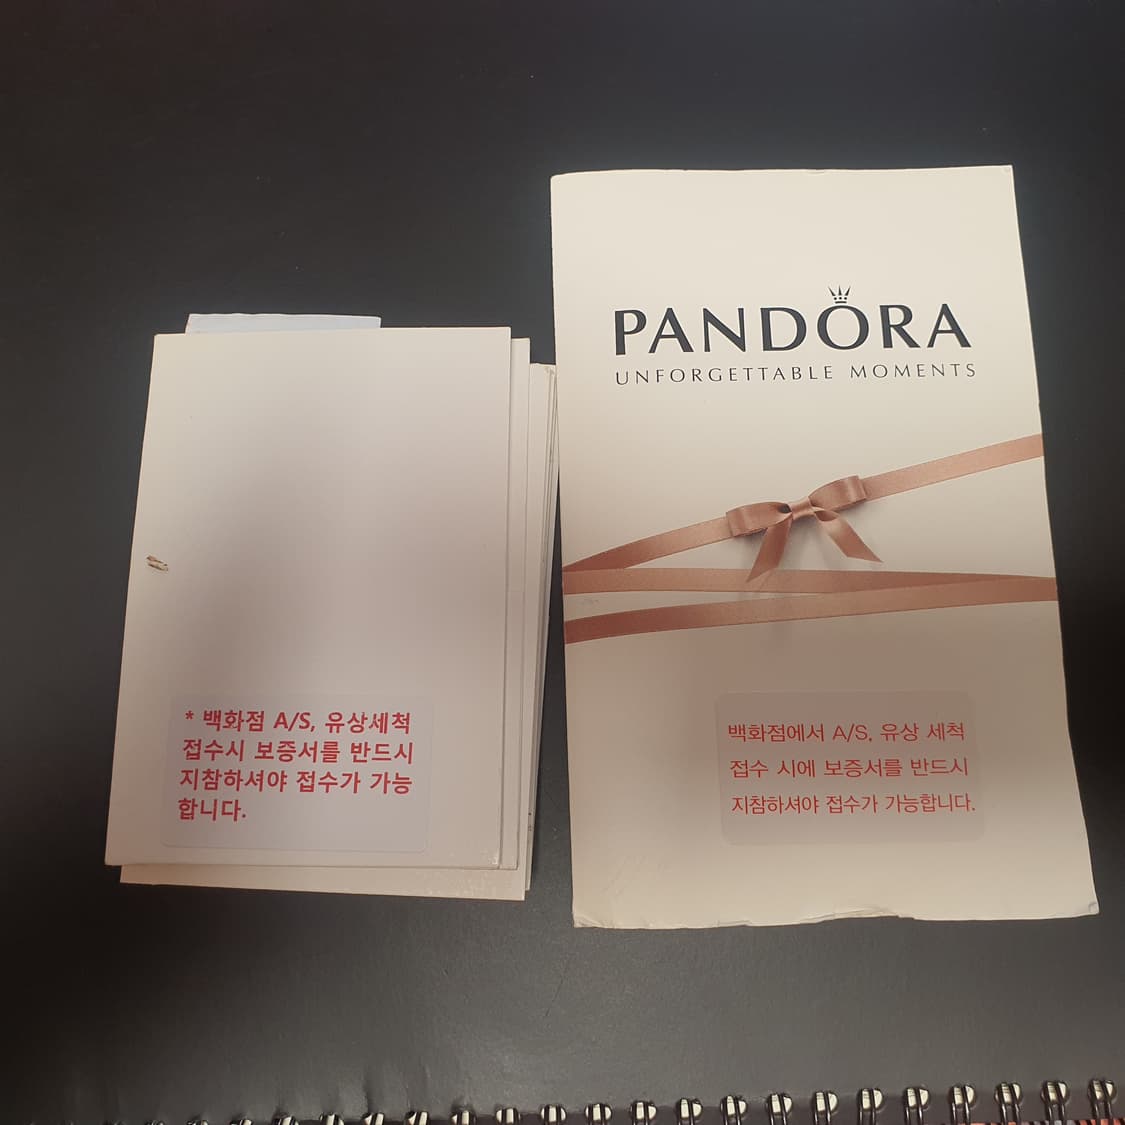 * 백화점 A/S, 유상세척
접수시 보증서를 반드시
지참하셔야 접수가 가능
합니다.
PANDORA
UNFORGETTABLE MOMENTS
백화점에서 A/S, 유상 세척
접수 시에 보증서를 반드시
지참하셔야 접수가 가능합니다.